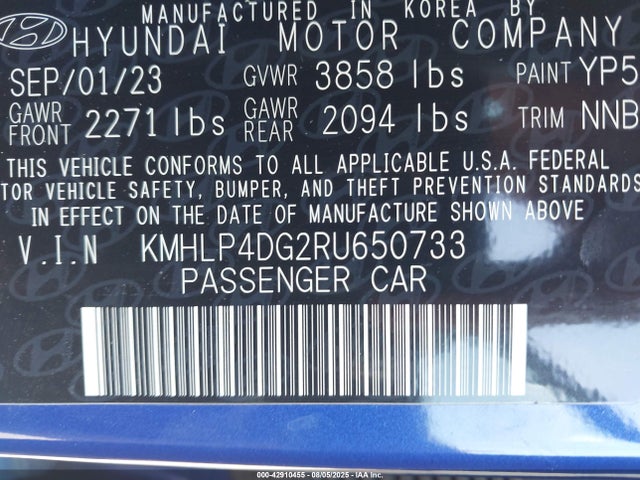 MANUFACTURED IN KOREA BY
HYUNDAI MOTOR COMPANY
SEP/01/23 GVWR 3858 lbs PAINT YP5
GAWR FRONT 2271 lbs GAWR REAR 2094 lbs TRIM NNB
THIS VEHICLE CONFORMS TO ALL APPLICABLE U.S.A. FEDERAL
TOR VEHICLE SAFETY, BUMPER, AND THEFT PREVENTION STANDARDS
IN EFFECT ON THE DATE OF MANUFACTURE SHOWN ABOVE
V.I.N KMHLP4DG2RU650733
PASSENGER CAR
000-42910455 - 08/05/2025 - IAA Inc.